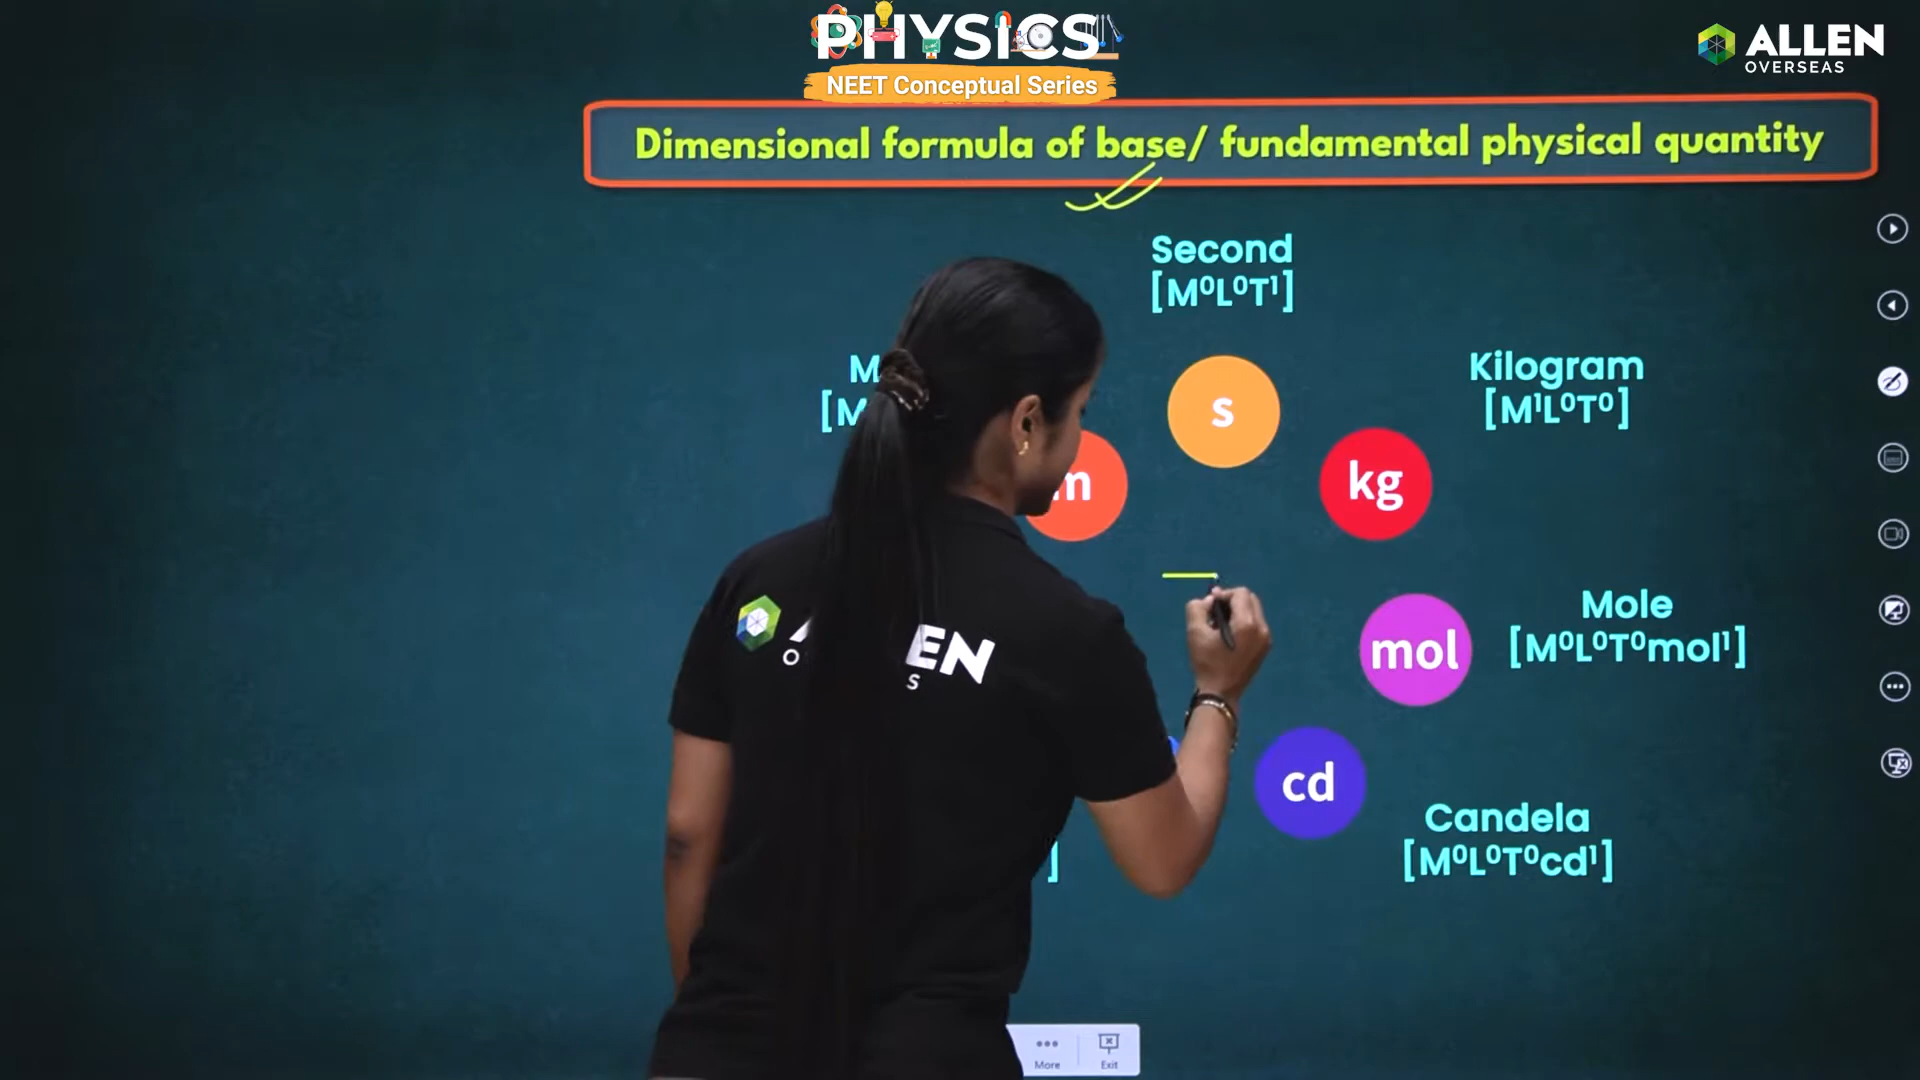 PHYSICS
NEET Conceptual Series
ALLEN
OVERSEAS
Dimensional formula of base/ fundamental physical quantity
Second
[M⁰L⁰T¹]
s
Kilogram
[M¹L⁰T⁰]
kg
Mole
[M⁰L⁰T⁰mol¹]
mol
cd
Candela
[M⁰L⁰T⁰cd¹]
More
Exit